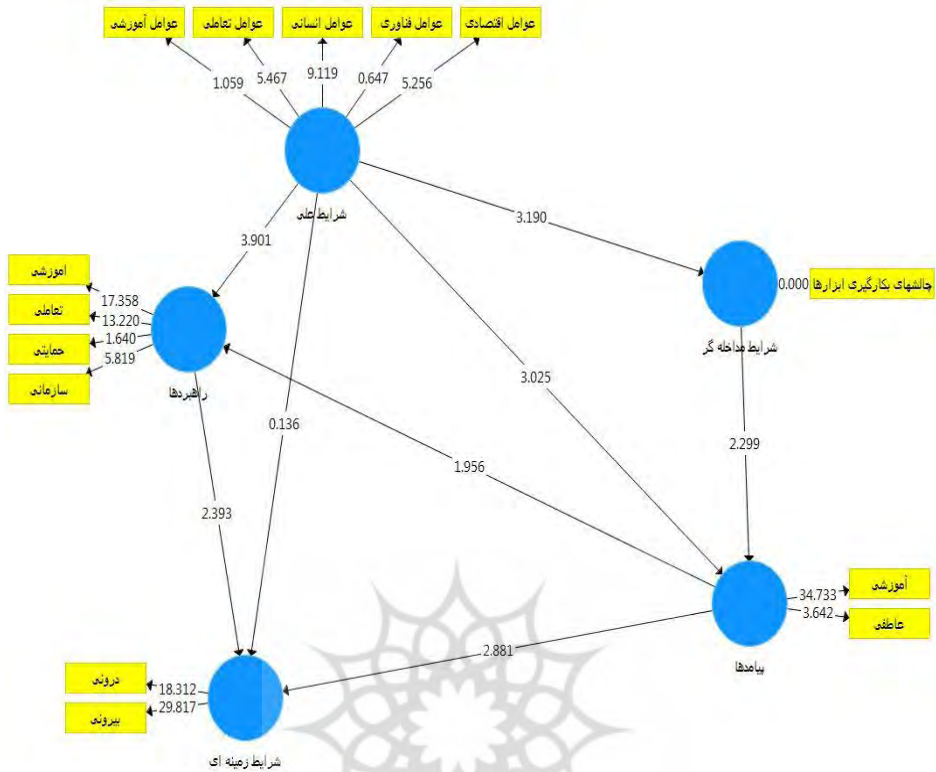 عوامل آموزشی
عوامل تعاملی
عوامل انسانی
عوامل فناوری
عوامل اقتصادی
1.059
5.467
9.119
0.647
5.256
شرایط علی
3.190
3.901
اموزشی
تعاملی
حمایتی
سازمانی
17.358
13.220
1.640
5.819
راهبردها
0.000
چالشهای بکارگیری ابزارها
شرایط مداخله گر
3.025
0.136
2.299
1.956
2.393
آموزشی
عاطفی
34.733
3.642
پیامدها
2.881
درونی
بیرونی
18.312
29.817
شرایط زمینه ای